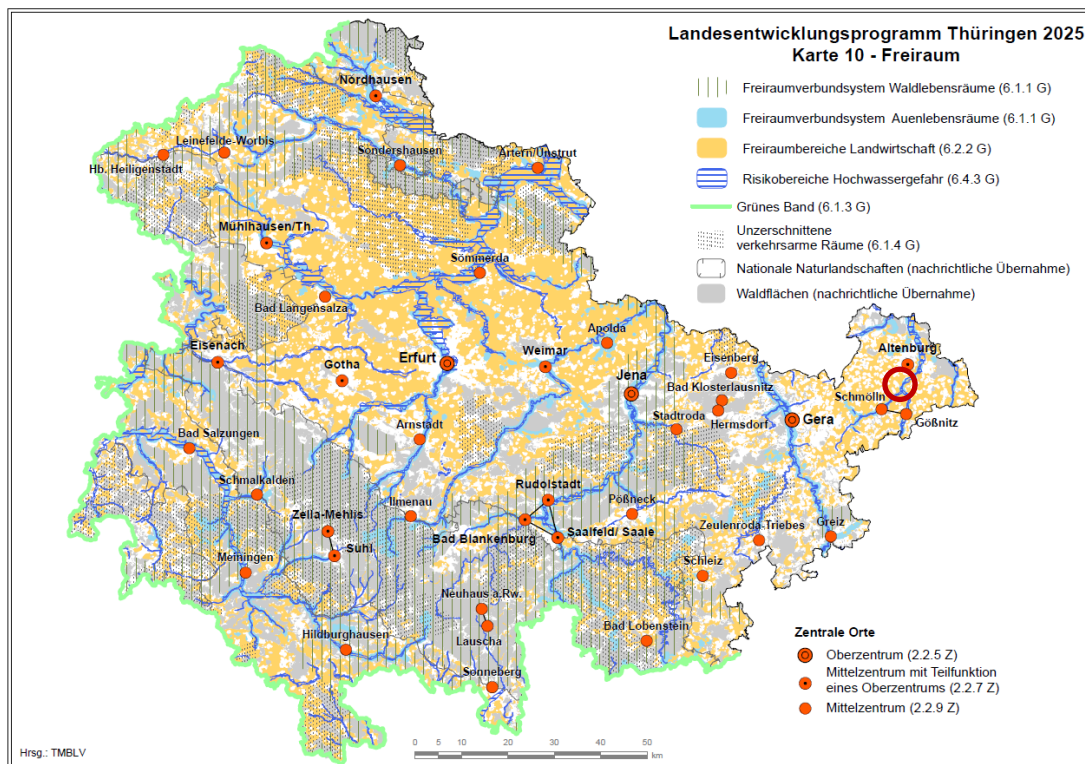 Landesentwicklungsprogramm Thüringen 2025
Karte 10 - Freiraum
Freiraumverbundsystem Waldlebensräume (6.1.1 G)
Freiraumverbundsystem Auenlebensräume (6.1.1 G)
Freiraumbereiche Landwirtschaft (6.2.2 G)
Risikobereiche Hochwassergefahr (6.4.3 G)
Grünes Band (6.1.3 G)
Unzerschnittene
verkehrsarme Räume (6.1.4 G)
Nationale Naturlandschaften (nachrichtliche Übernahme)
Waldflächen (nachrichtliche Übernahme)
Nordhausen
Leinefelde-Worbis
Hb. Heiligenstadt
Sondershausen
Artern/Unstrut
Mühlhausen/Th.
Sömmerda
Bad Langensalza
Apolda
Eisenach
Gotha
Erfurt
Weimar
Jena
Eisenberg
Bad Klosterlausnitz
Hermsdorf
Stadtroda
Gera
Altenburg
Schmölln
Gößnitz
Arnstadt
Bad Salzungen
Schmalkalden
Ilmenau
Rudolstadt
Pößneck
Zella-Mehlis
Suhl
Bad Blankenburg
Saalfeld/ Saale
Zeulenroda-Triebes
Greiz
Meiningen
Schleiz
Neuhaus a.Rw.
Lauscha
Bad Lobenstein
Hildburghausen
Sonneberg
Zentrale Orte
Oberzentrum (2.2.5 Z)
Mittelzentrum mit Teilfunktion
eines Oberzentrums (2.2.7 Z)
Mittelzentrum (2.2.9 Z)
Hrsg.: TMBLV
0 10 20 30 40 50
km